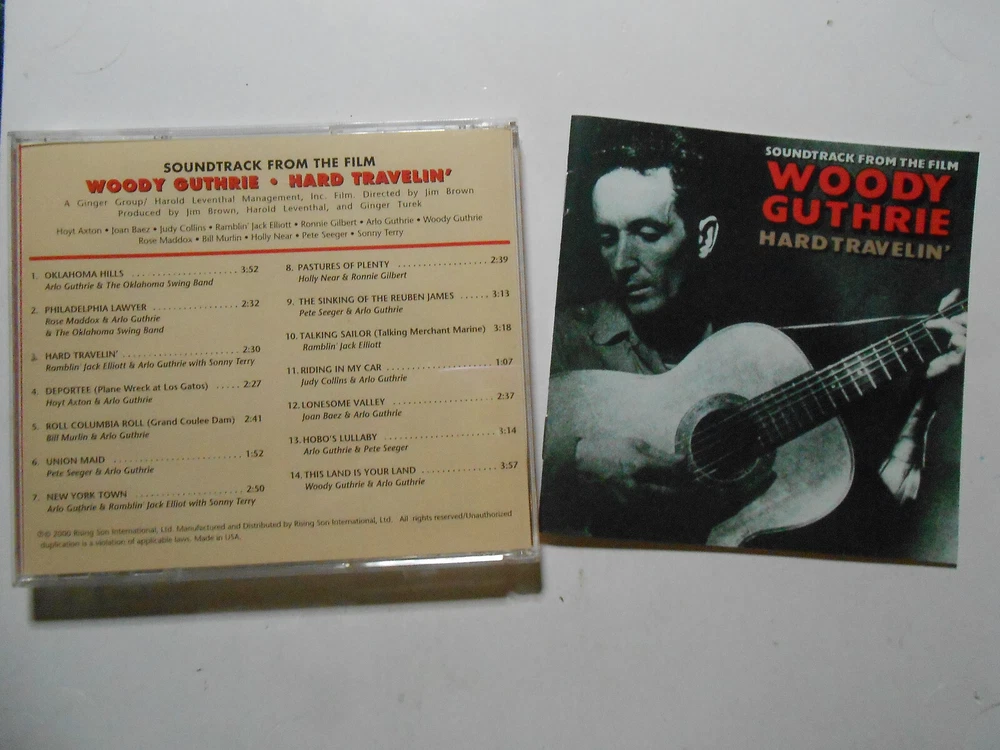 SOUNDTRACK FROM THE FILM
WOODY GUTHRIE • HARD TRAVELIN'
A Ginger Group/ Harold Leventhal Management, Inc. Film. Directed by Jim Brown
Produced by Jim Brown, Harold Leventhal, and Ginger Turek
Hoyt Axton • Joan Baez • Judy Collins • Ramblin' Jack Elliott • Ronnie Gilbert • Arlo Guthrie • Woody Guthrie
Rose Maddox • Bill Murlin • Holly Near • Pete Seeger • Sonny Terry
1. OKLAHOMA HILLS ................ 3:52
Arlo Guthrie & The Oklahoma Swing Band
2. PHILADELPHIA LAWYER ............ 2:32
Rose Maddox & Arlo Guthrie
& The Oklahoma Swing Band
3. HARD TRAVELIN' ................ 2:30
Ramblin' Jack Elliott & Arlo Guthrie with Sonny Terry
4. DEPORTEE (Plane Wreck at Los Gatos) ..... 2:27
Hoyt Axton & Arlo Guthrie
5. ROLL COLUMBIA ROLL (Grand Coulee Dam) 2:41
Bill Murlin & Arlo Guthrie
6. UNION MAID .................... 1:52
Pete Seeger & Arlo Guthrie
7. NEW YORK TOWN ................ 2:50
Arlo Guthrie & Ramblin' Jack Elliot with Sonny Terry
8. PASTURES OF PLENTY .............. 2:39
Holly Near & Ronnie Gilbert
9. THE SINKING OF THE REUBEN JAMES ...... 3:13
Pete Seeger & Arlo Guthrie
10. TALKING SAILOR (Talking Merchant Marine) 3:18
Ramblin' Jack Elliott
11. RIDING IN MY CAR ................ 1:07
Judy Collins & Arlo Guthrie
12. LONESOME VALLEY ................ 2:37
Joan Baez & Arlo Guthrie
13. HOBO'S LULLABY ................ 3:14
Arlo Guthrie & Pete Seeger
14. THIS LAND IS YOUR LAND ............ 3:57
Woody Guthrie & Arlo Guthrie
℗© 2000 Rising Son International, Ltd. Manufactured and Distributed by Rising Son International, Ltd. All rights reserved/Unauthorized
duplication is a violation of applicable laws. Made in USA.
SOUNDTRACK FROM THE FILM
WOODY
GUTHRIE
HARD TRAVELIN'